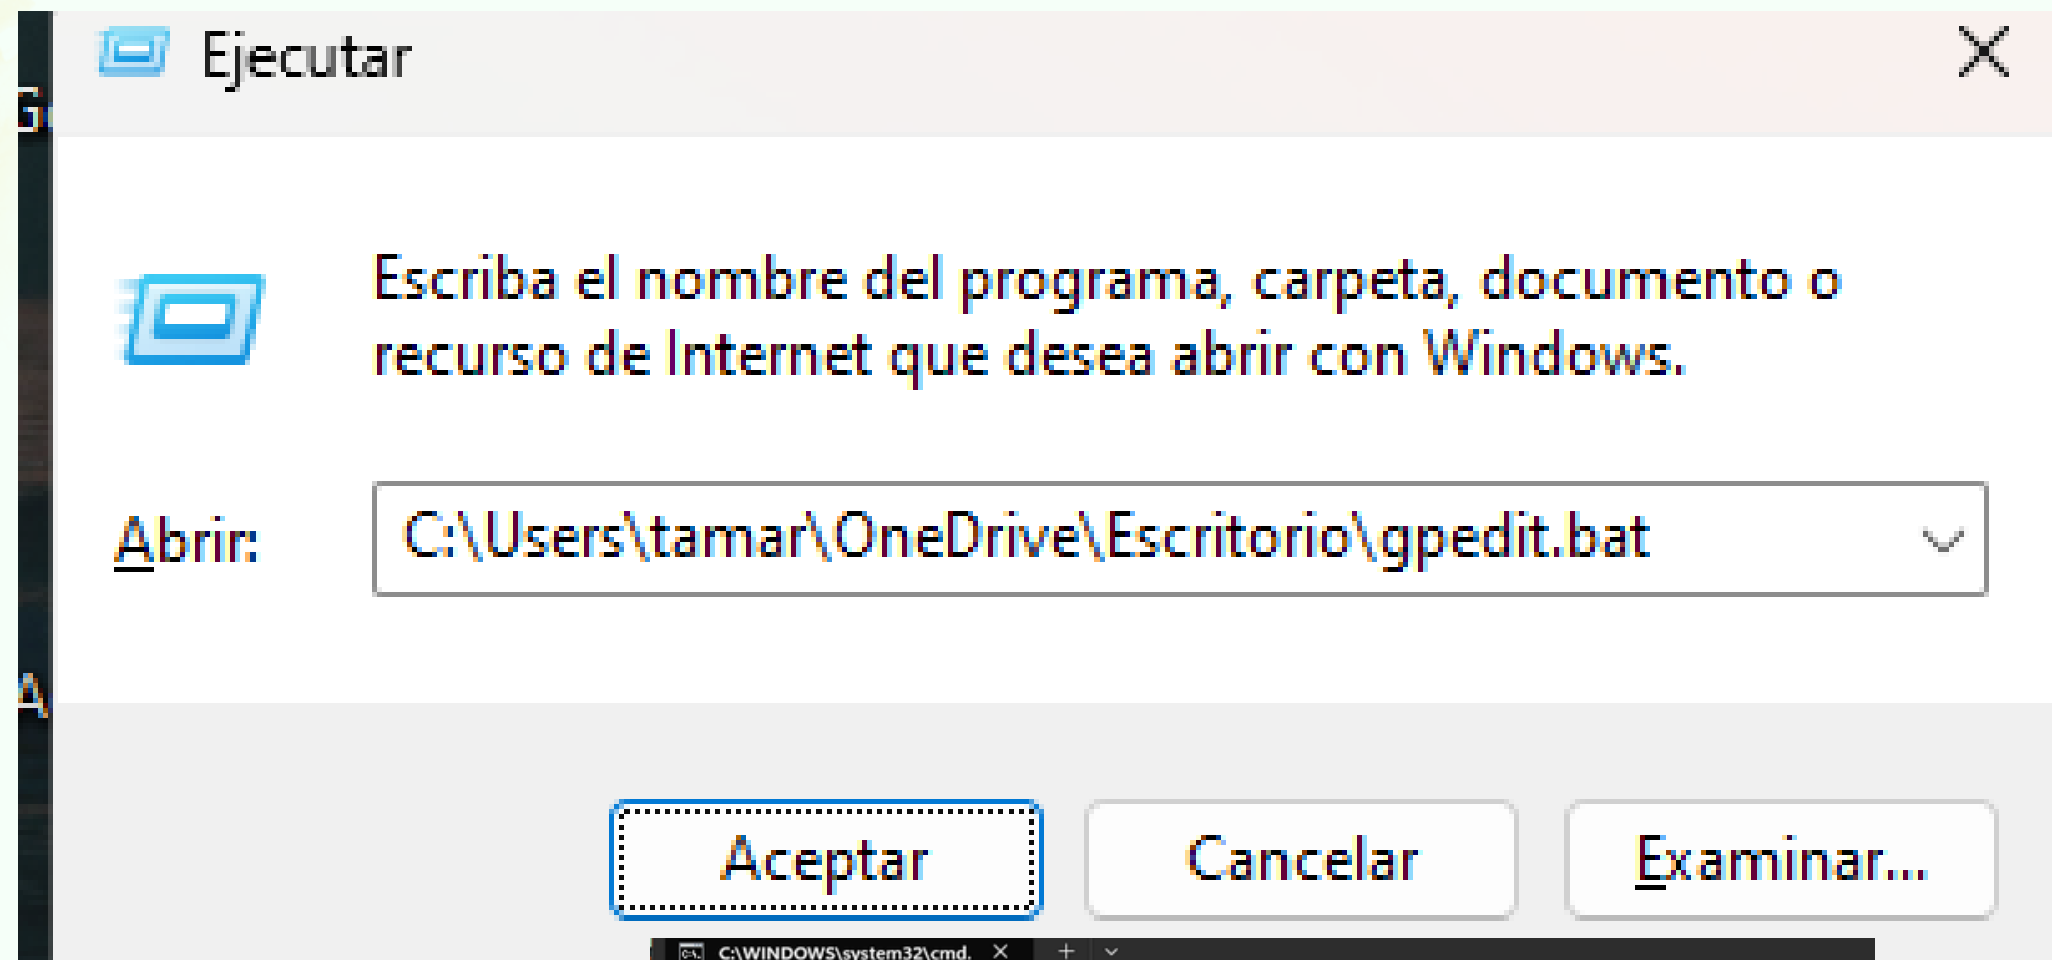 Ejecutar
Escriba el nombre del programa, carpeta, documento o
recurso de Internet que desea abrir con Windows.
Abrir:
C:\Users\tamar\OneDrive\Escritorio\gpedit.bat
Aceptar
Cancelar
Examinar...
C:\WINDOWS\system32\cmd.